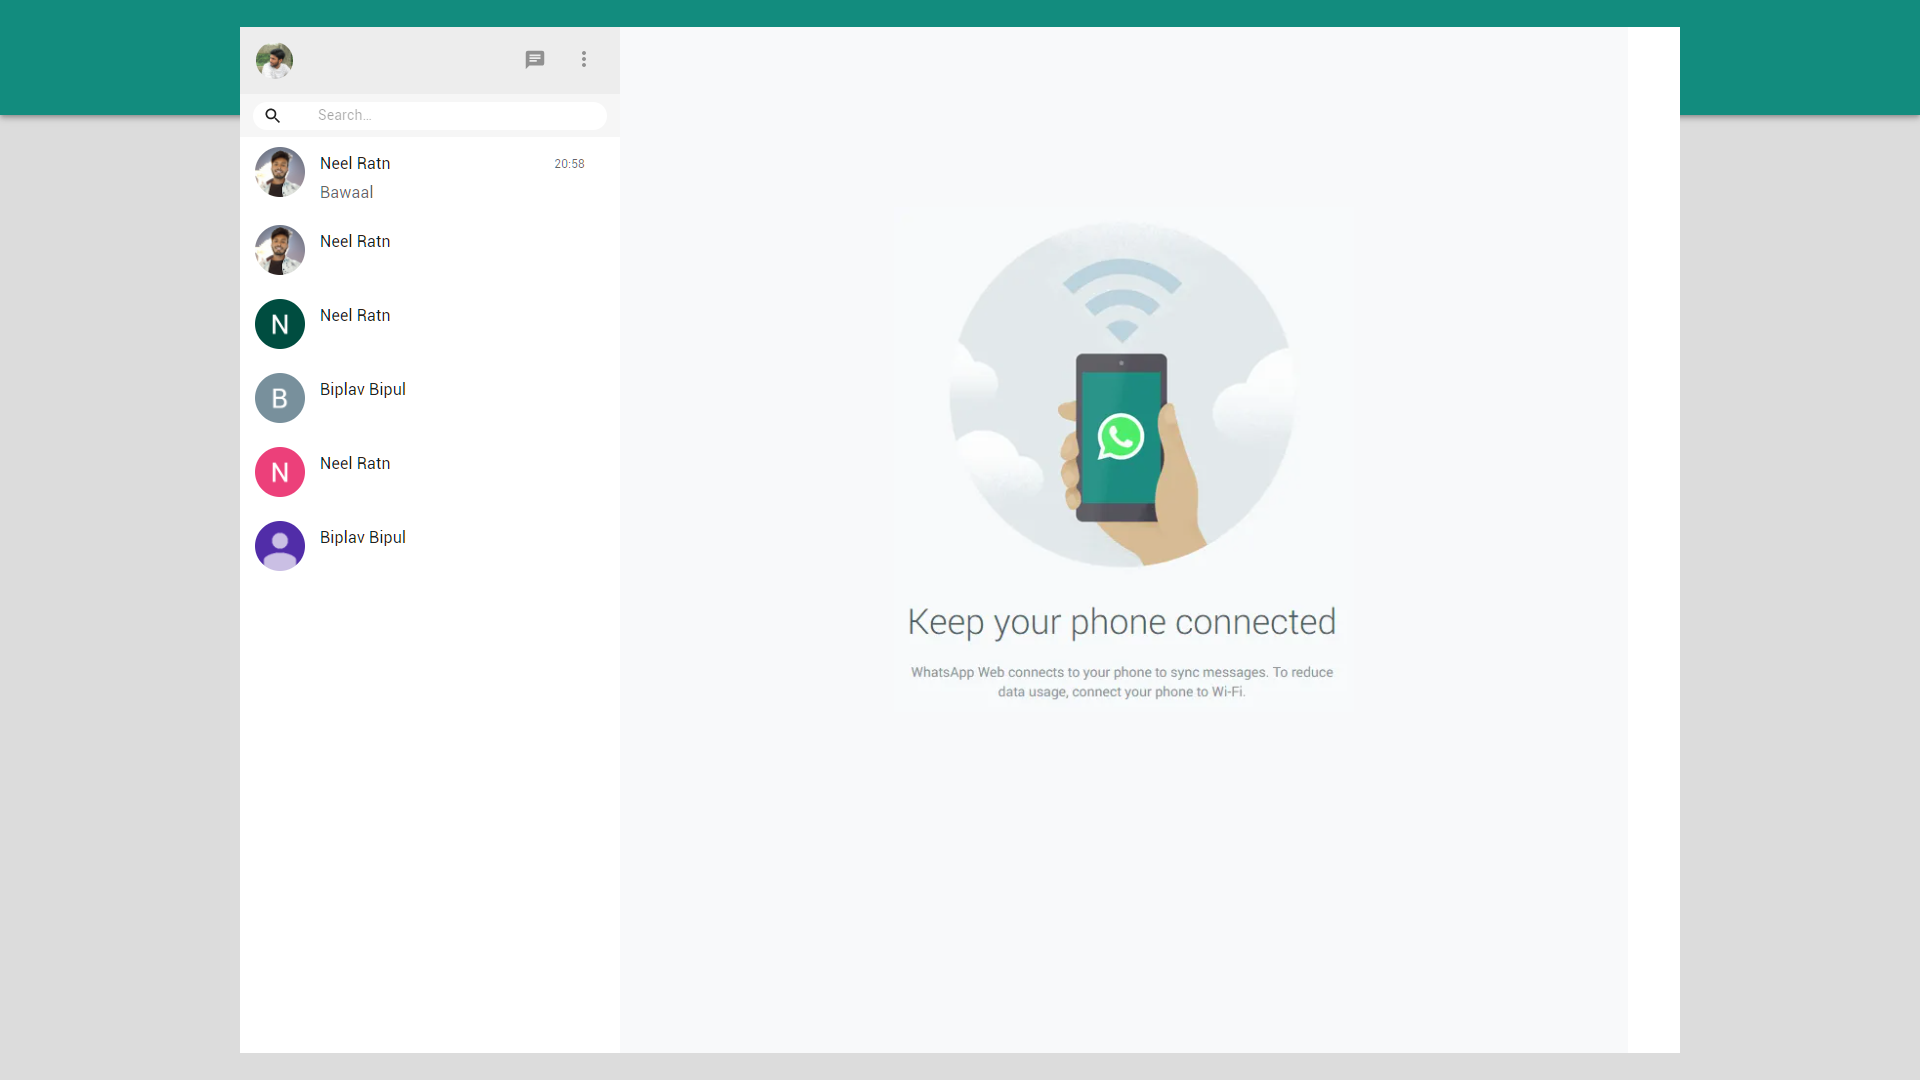 Search...
Neel Ratn
20:58
Bawaal
Neel Ratn
N
Neel Ratn
B
Biplav Bipul
N
Neel Ratn
Biplav Bipul
Keep your phone connected
WhatsApp Web connects to your phone to sync messages. To reduce
data usage, connect your phone to Wi-Fi.